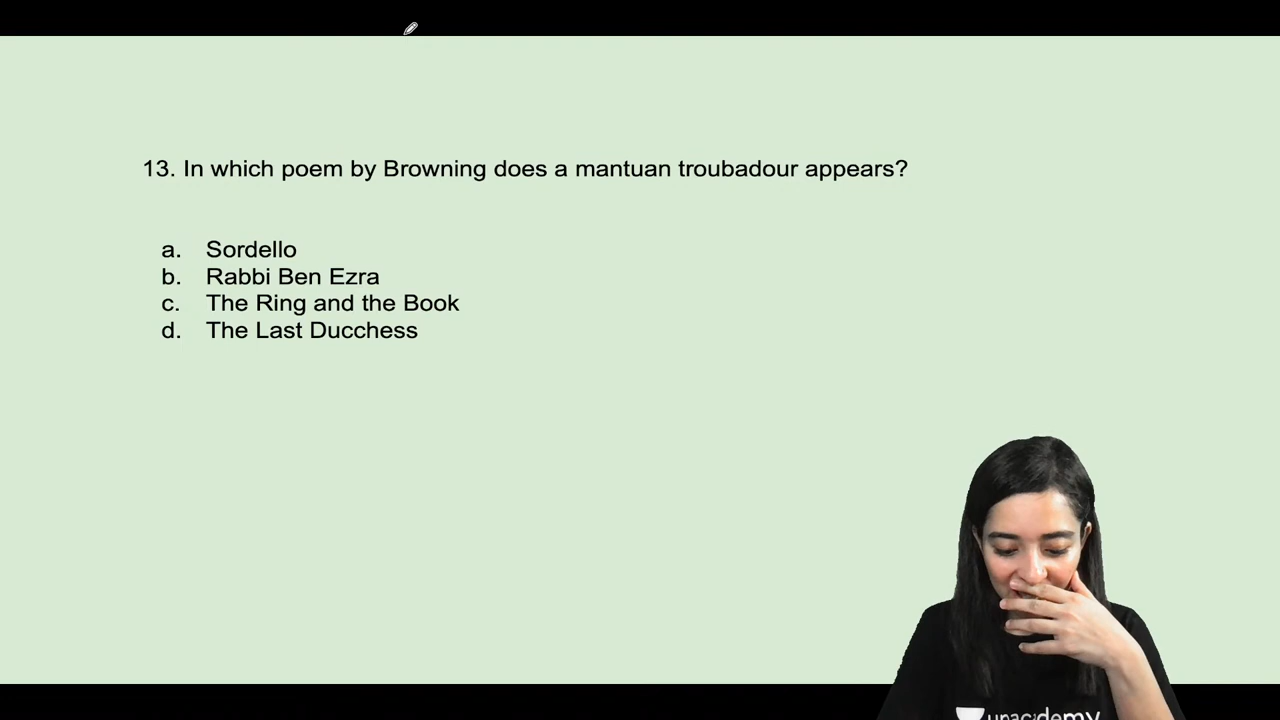 13. In which poem by Browning does a mantuan troubadour appears?
a. Sordello
b. Rabbi Ben Ezra
c. The Ring and the Book
d. The Last Ducchess
unacademy